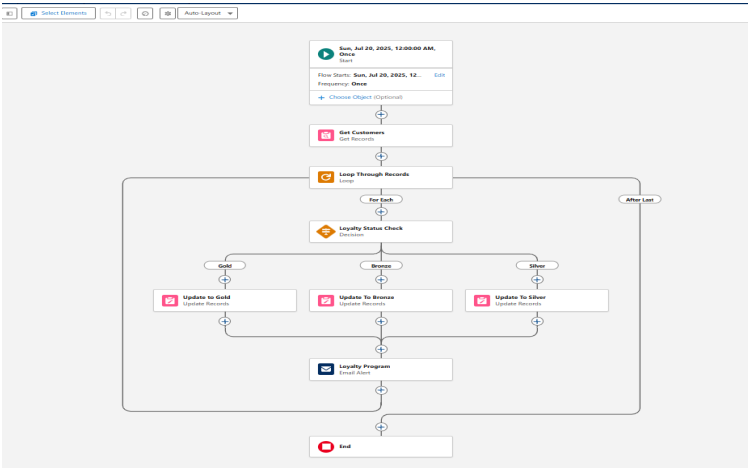 Select Elements
Auto-Layout
Sun, Jul 20, 2025, 12:00:00 AM,
Once
Start
Flow Starts: Sun, Jul 20, 2025, 12... Edit
Frequency: Once
+ Choose Object (Optional)
Get Customers
Get Records
Loop Through Records
Loop
For Each
After Last
Loyalty Status Check
Decision
Gold
Bronze
Silver
Update to Gold
Update Records
Update To Bronze
Update Records
Update To Silver
Update Records
Loyalty Program
Email Alert
End